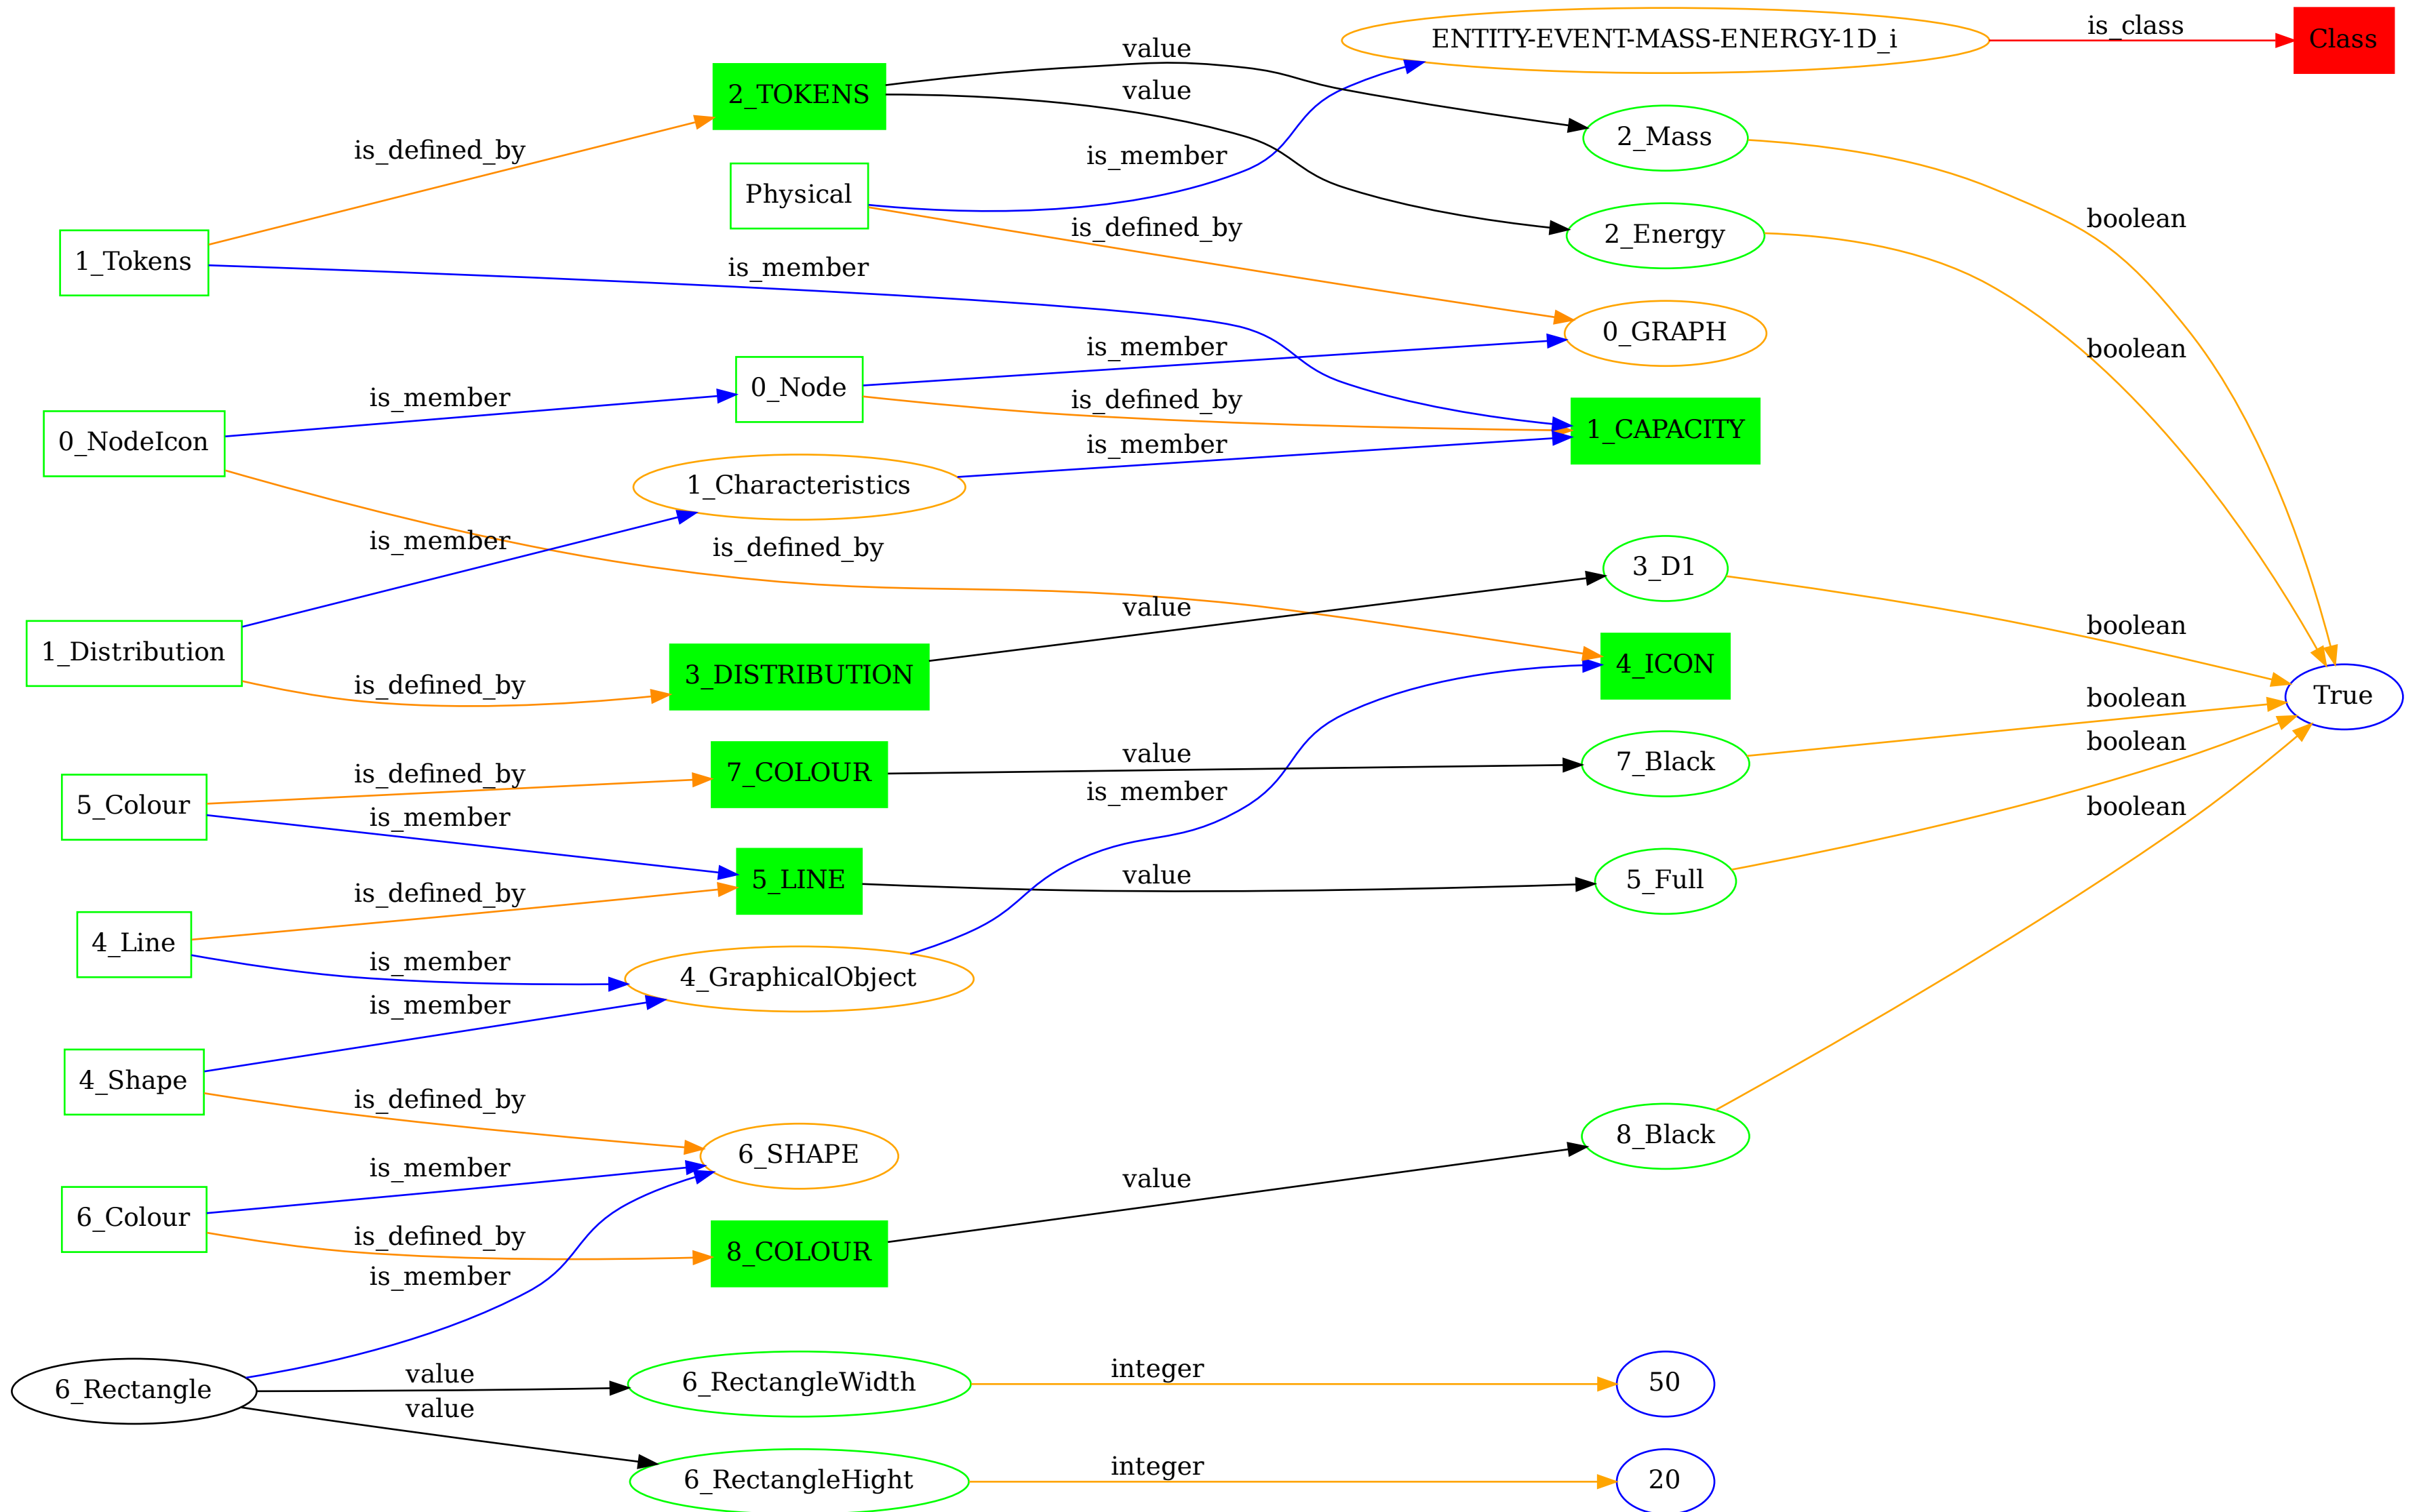 ENTITY-EVENT-MASS-ENERGY-1D_i
is_class
Class
value
2_TOKENS
value
2_Mass
is_defined_by
is_member
Physical
boolean
is_defined_by
2_Energy
1_Tokens
is_member
0_GRAPH
is_member
boolean
0_Node
is_member
is_defined_by
0_NodeIcon
1_CAPACITY
is_member
1_Characteristics
is_member
is_defined_by
3_D1
value
boolean
1_Distribution
4_ICON
3_DISTRIBUTION
is_defined_by
True
boolean
boolean
value
is_defined_by
7_COLOUR
7_Black
is_member
5_Colour
is_member
boolean
value
5_LINE
5_Full
is_defined_by
4_Line
is_member
4_GraphicalObject
is_member
4_Shape
is_defined_by
8_Black
6_SHAPE
is_member
value
6_Colour
is_defined_by
8_COLOUR
is_member
6_Rectangle
value
6_RectangleWidth
integer
50
value
6_RectangleHight
integer
20